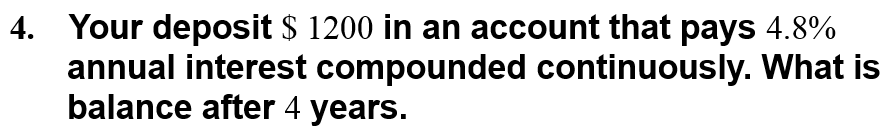 4. Your deposit $ 1200 in an account that pays 4.8%
annual interest compounded continuously. What is
balance after 4 years.